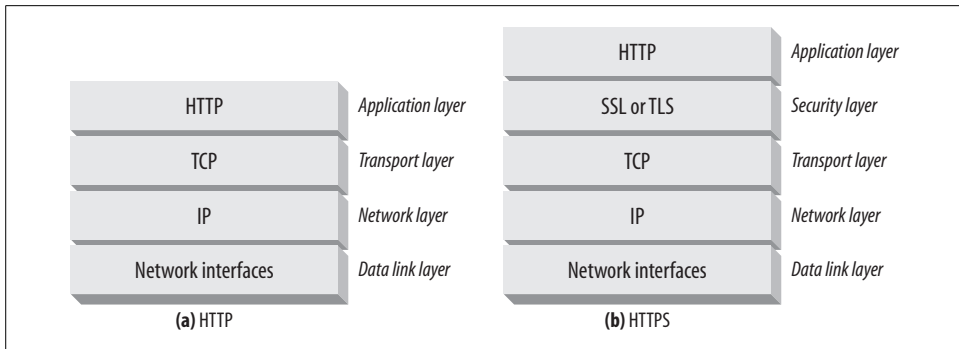 HTTP
Application layer
TCP
Transport layer
IP
Network layer
Network interfaces
Data link layer
(a) HTTP
HTTP
Application layer
SSL or TLS
Security layer
TCP
Transport layer
IP
Network layer
Network interfaces
Data link layer
(b) HTTPS